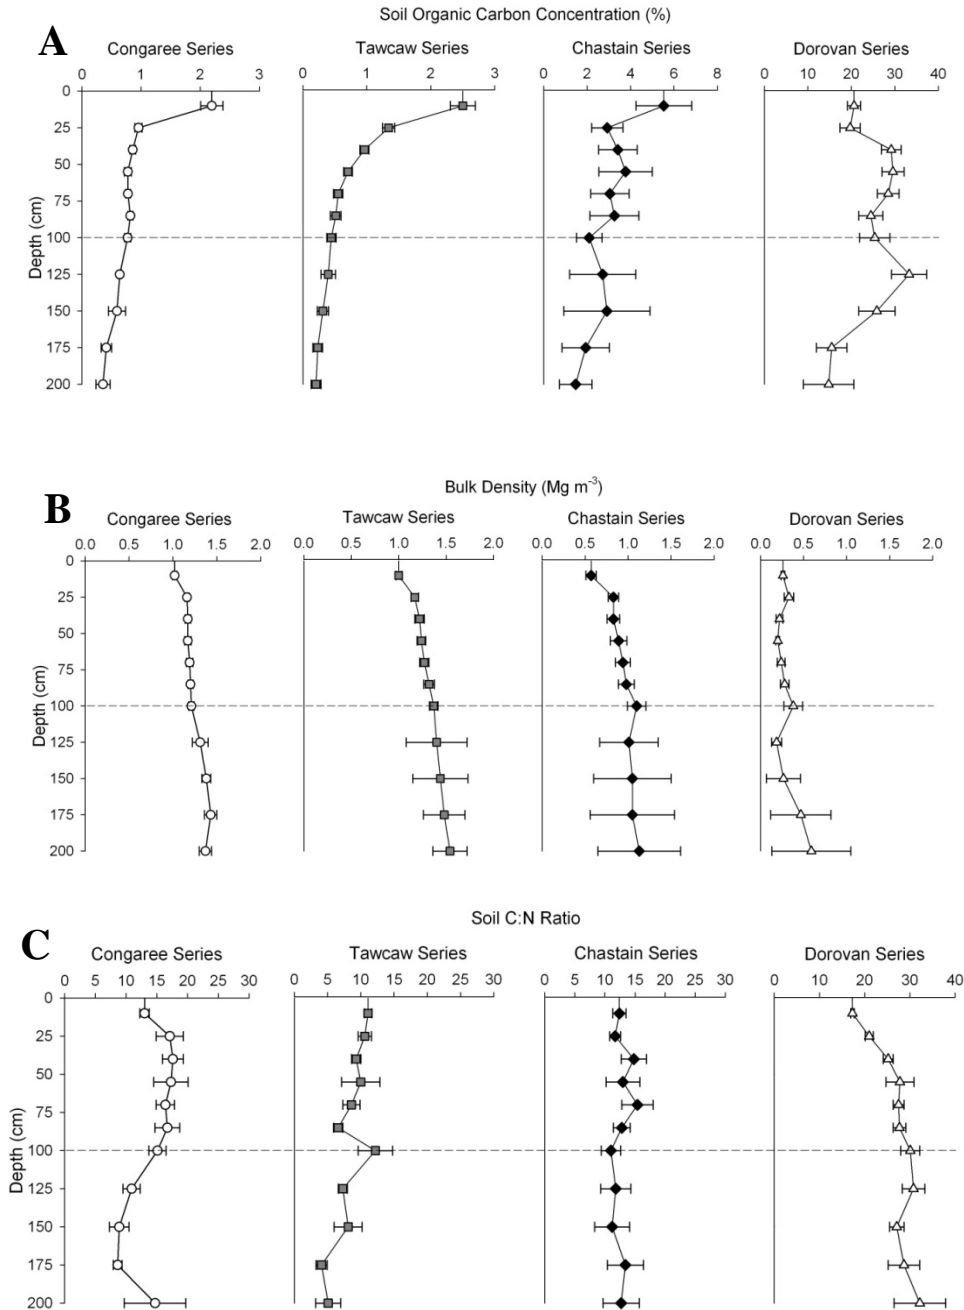 Soil Organic Carbon Concentration (%)
A
Congaree Series Tawcaw Series Chastain Series Dorovan Series
0 1 2 3 0 1 2 3 0 2 4 6 8 0 10 20 30 40
0
25
50
75
100
125
150
175
200
Depth (cm)
Bulk Density (Mg m-3)
B
Congaree Series Tawcaw Series Chastain Series Dorovan Series
0.0 0.5 1.0 1.5 2.0 0.0 0.5 1.0 1.5 2.0 0.0 0.5 1.0 1.5 2.0 0.0 0.5 1.0 1.5 2.0
0
25
50
75
100
125
150
175
200
Depth (cm)
Soil C:N Ratio
C
Congaree Series Tawcaw Series Chastain Series Dorovan Series
0 5 10 15 20 25 30 0 5 10 15 20 25 30 0 5 10 15 20 25 30 0 10 20 30 40
0
25
50
75
100
125
150
175
200
Depth (cm)